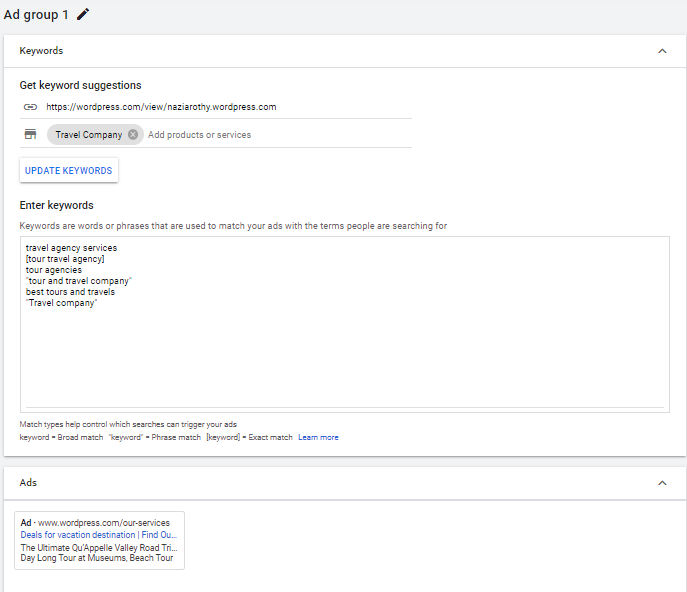 Ad group 1
Keywords
Get keyword suggestions
https://wordpress.com/view/naziarothy.wordpress.com
Travel Company Add products or services
UPDATE KEYWORDS
Enter keywords
Keywords are words or phrases that are used to match your ads with the terms people are searching for
travel agency services
[tour travel agency]
tour agencies
"tour and travel company"
best tours and travels
"Travel company"
Match types help control which searches can trigger your ads
keyword = Broad match "keyword" = Phrase match [keyword] = Exact match Learn more
Ads
Ad · www.wordpress.com/our-services
Deals for vacation destination | Find Ou...
The Ultimate Qu'Appelle Valley Road Tri...
Day Long Tour at Museums, Beach Tour